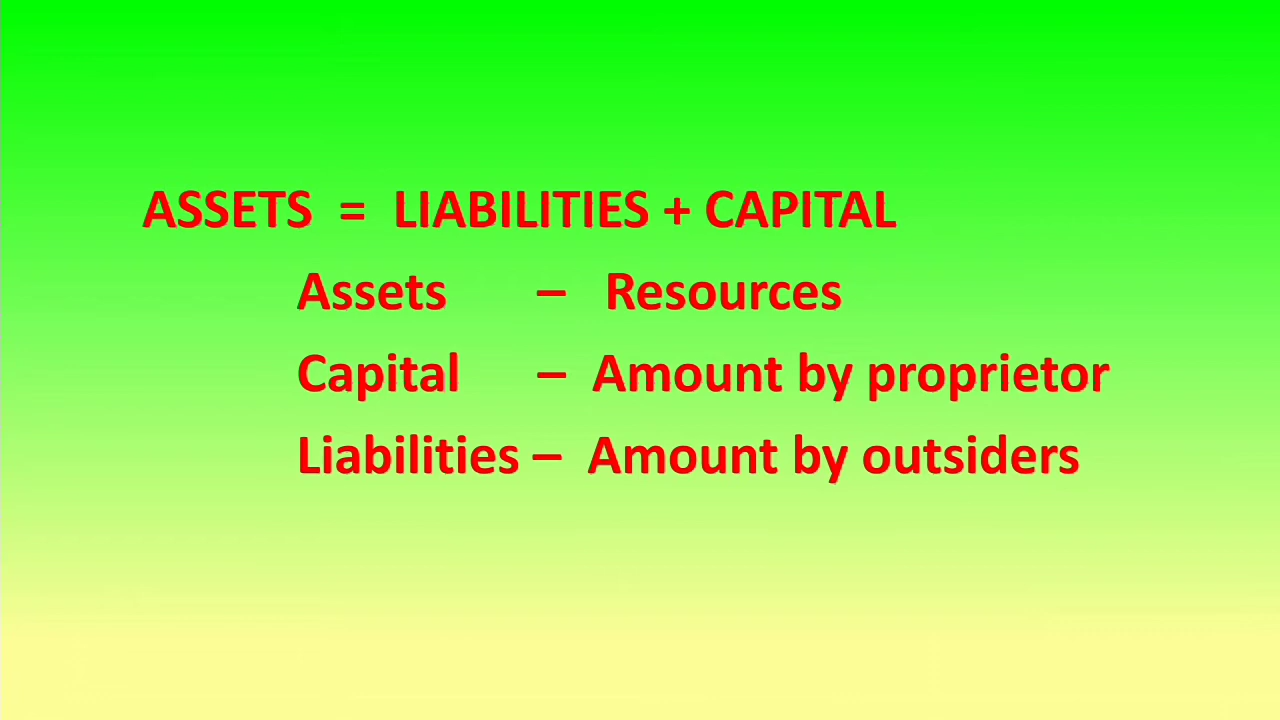 ASSETS = LIABILITIES + CAPITAL
Assets – Resources
Capital – Amount by proprietor
Liabilities – Amount by outsiders